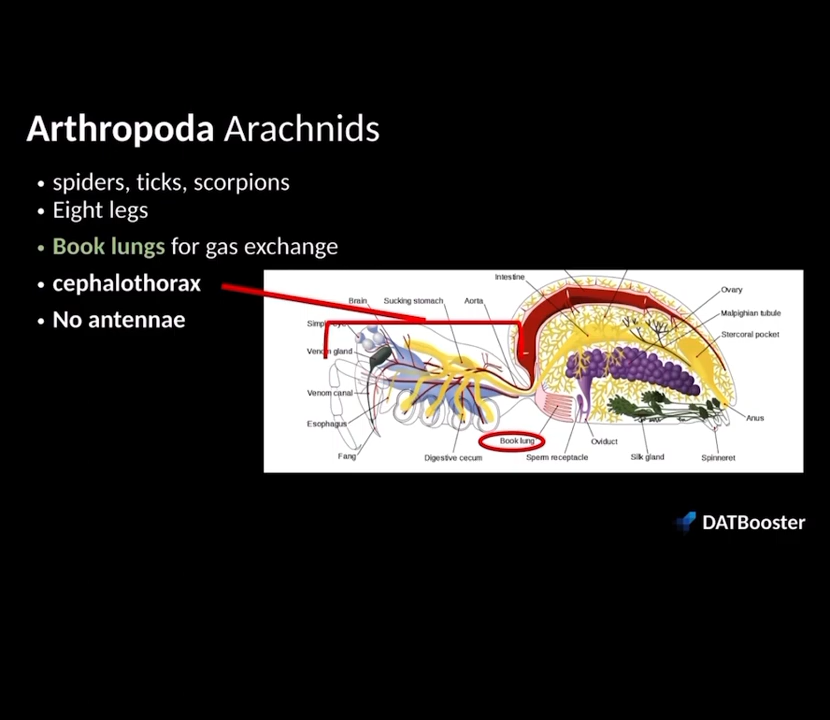 Arthropoda Arachnids
• spiders, ticks, scorpions
• Eight legs
• Book lungs for gas exchange
• cephalothorax
• No antennae
Intestine
Brain
Sucking stomach
Aorta
Ovary
Malpighian tubule
Stercoral pocket
Simple eye
Venom gland
Venom canal
Esophagus
Fang
Digestive cecum
Book lung
Sperm receptacle
Oviduct
Silk gland
Spinneret
Anus
DATBooster